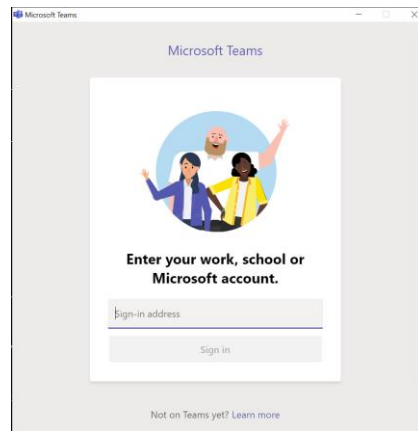 Microsoft Teams
Microsoft Teams
Enter your work, school or
Microsoft account.
Sign-in address
Sign in
Not on Teams yet? Learn more